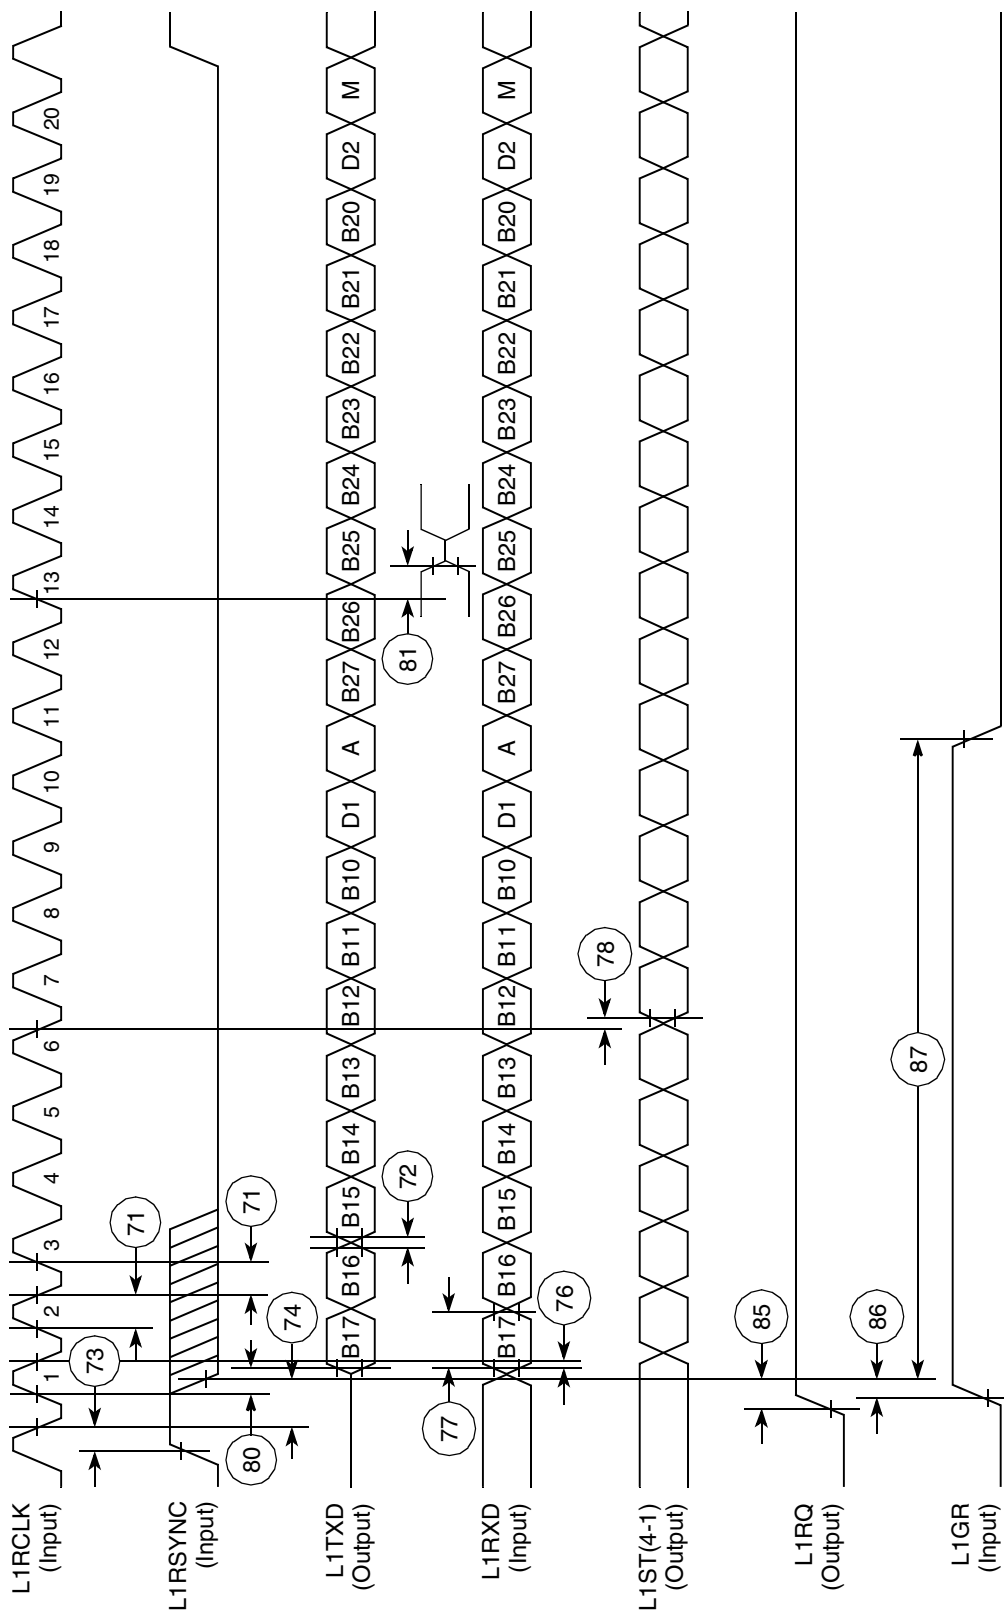 L1RCLK
(Input)
1 2 3 4 5 6 7 8 9 10 11 12 13 14 15 16 17 18 19 20
73
71
L1RSYNC
(Input)
80
74
71
L1TXD
(Output)
B17 B16 B15 B14 B13 B12 B11 B10 D1 A B27 B26 B25 B24 B23 B22 B21 B20 D2 M
77
72
81
L1RXD
(Input)
B17 B16 B15 B14 B13 B12 B11 B10 D1 A B27 B26 B25 B24 B23 B22 B21 B20 D2 M
76
78
L1ST(4-1)
(Output)
85
L1RQ
(Output)
86
87
L1GR
(Input)